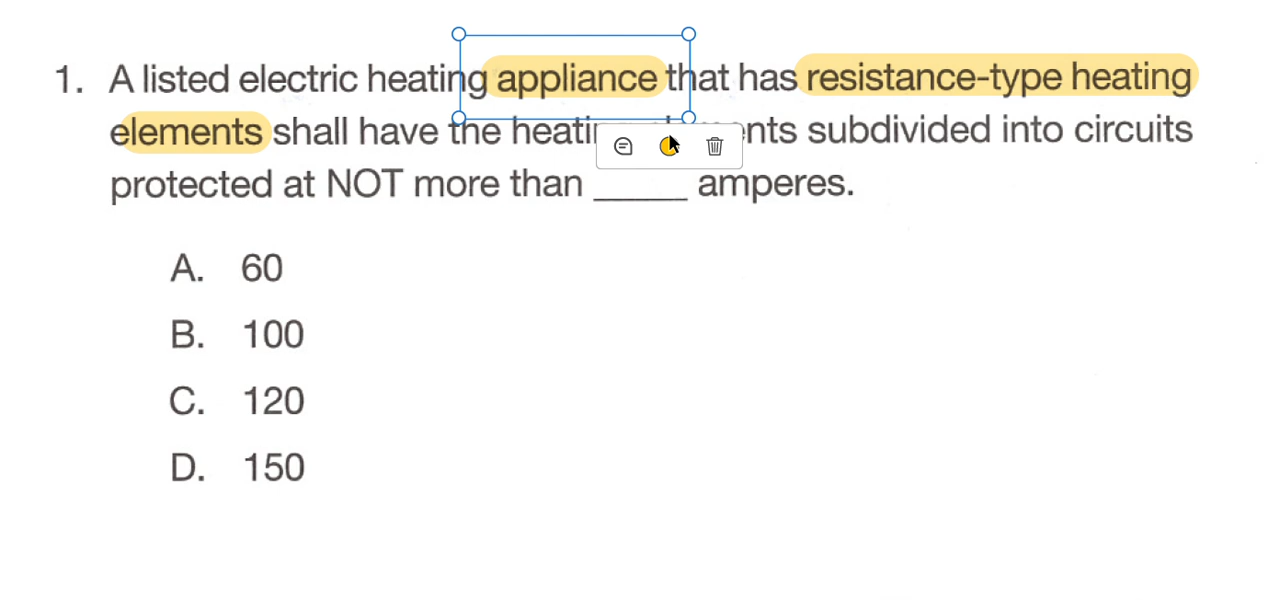 1. A listed electric heating appliance that has resistance-type heating
elements shall have the subdivided into circuits
protected at NOT more than ______ amperes.
A. 60
B. 100
C. 120
D. 150